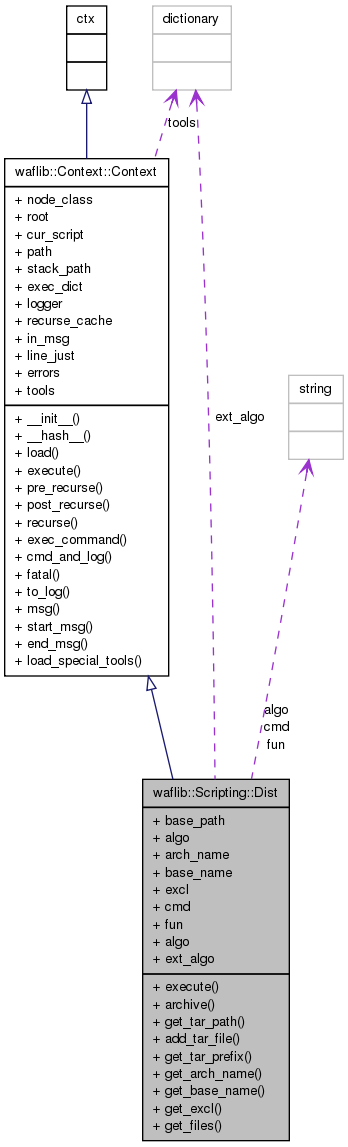 ctx
dictionary
tools
waflib::Context::Context
+ node_class
+ root
+ cur_script
+ path
+ stack_path
+ exec_dict
+ logger
+ recurse_cache
+ in_msg
+ line_just
+ errors
+ tools
+ __init__()
+ __hash__()
+ load()
+ execute()
+ pre_recurse()
+ post_recurse()
+ recurse()
+ exec_command()
+ cmd_and_log()
+ fatal()
+ to_log()
+ msg()
+ start_msg()
+ end_msg()
+ load_special_tools()
string
ext_algo
algo
cmd
fun
waflib::Scripting::Dist
+ base_path
+ algo
+ arch_name
+ base_name
+ excl
+ cmd
+ fun
+ algo
+ ext_algo
+ execute()
+ archive()
+ get_tar_path()
+ add_tar_file()
+ get_tar_prefix()
+ get_arch_name()
+ get_base_name()
+ get_excl()
+ get_files()